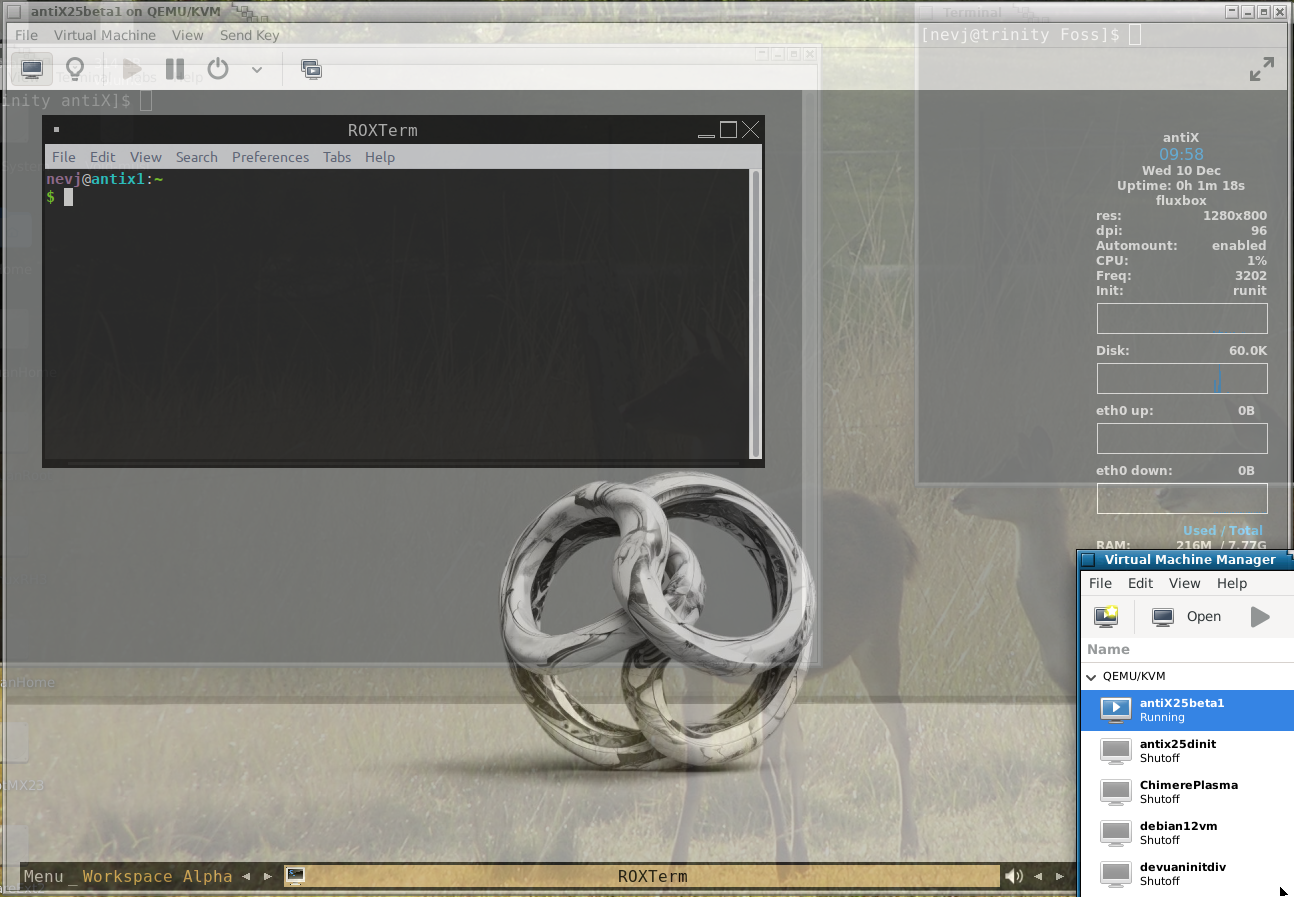 antiX25beta1 on QEMU/KVM
Terminal
File Virtual Machine View Send Key
[nevj@trinity Foss]$
inity antiX]$
ROXTerm
File Edit View Search Preferences Tabs Help
nevj@antix1:~
$
antiX
09:58
Wed 10 Dec
Uptime: 0h 1m 18s
fluxbox
res: 1280x800
dpi: 96
Automount: enabled
CPU: 1%
Freq: 3202
Init: runit
Disk: 60.0K
eth0 up: 0B
eth0 down: 0B
Used / Total
RAM: 216M / 7.77G
Virtual Machine Manager
File Edit View Help
Open
Name
QEMU/KVM
antiX25beta1
Running
antix25dinit
Shutoff
ChimerePlasma
Shutoff
debian12vm
Shutoff
devuaninitdiv
Shutoff
anHome
MX23
Menu _ Workspace Alpha
ROXTerm